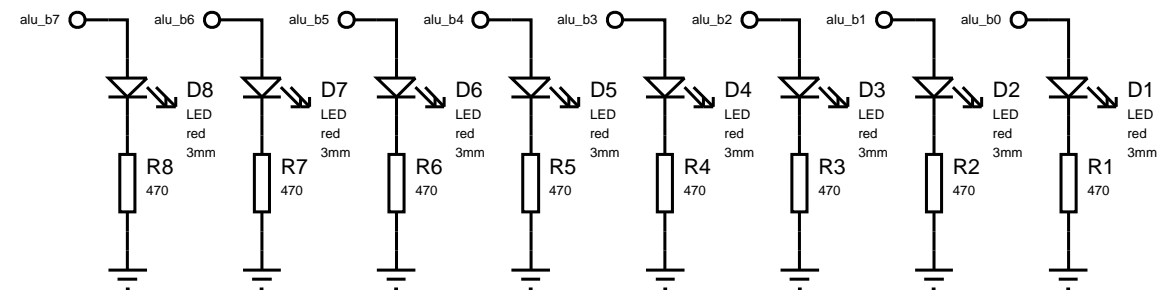 alu_b7 alu_b6 alu_b5 alu_b4 alu_b3 alu_b2 alu_b1 alu_b0
D8 D7 D6 D5 D4 D3 D2 D1
LED LED LED LED LED LED LED LED
red red red red red red red red
3mm 3mm 3mm 3mm 3mm 3mm 3mm 3mm
R8 R7 R6 R5 R4 R3 R2 R1
470 470 470 470 470 470 470 470